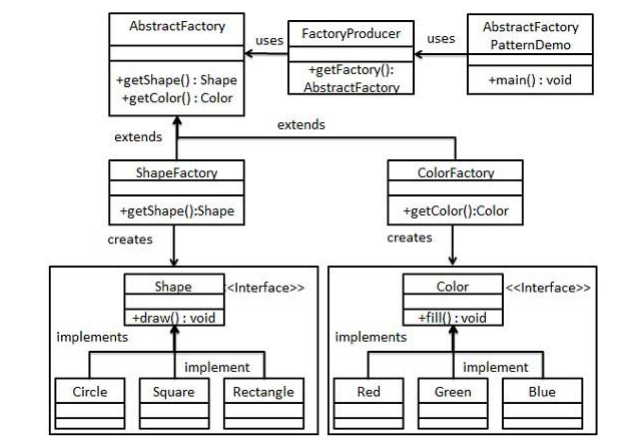 AbstractFactory
+getShape() : Shape
+getColor() : Color
uses
FactoryProducer
+getFactory():
AbstractFactory
uses
AbstractFactory
PatternDemo
+main() : void
extends
extends
ShapeFactory
+getShape():Shape
creates
ColorFactory
+getColor():Color
creates
Shape
<<Interface>>
+draw() : void
implements
implement
Circle
Square
Rectangle
Color
<<Interface>>
+fill() : void
implements
implement
Red
Green
Blue